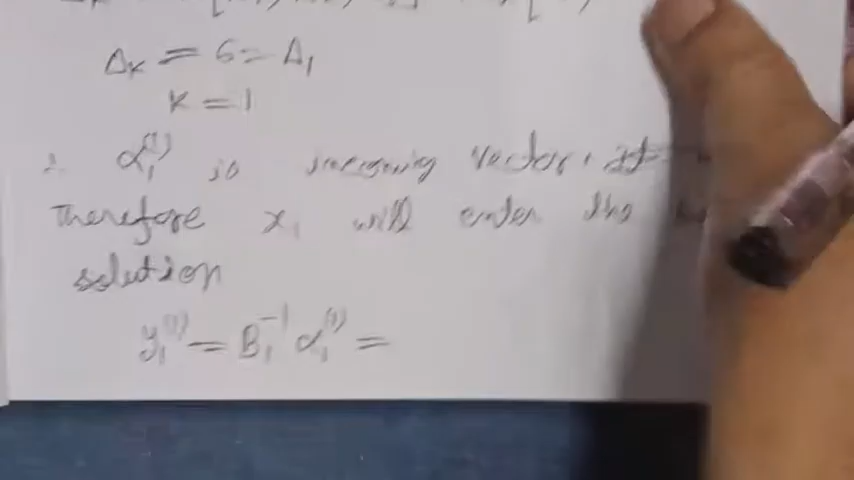 Δₖ = 6 = Δ₁
K = 1
∴ α₁⁽¹⁾ is incoming vector.
Therefore x₁ will enter the
solution
y₁⁽¹⁾ = B₁⁻¹ α₁⁽¹⁾ =